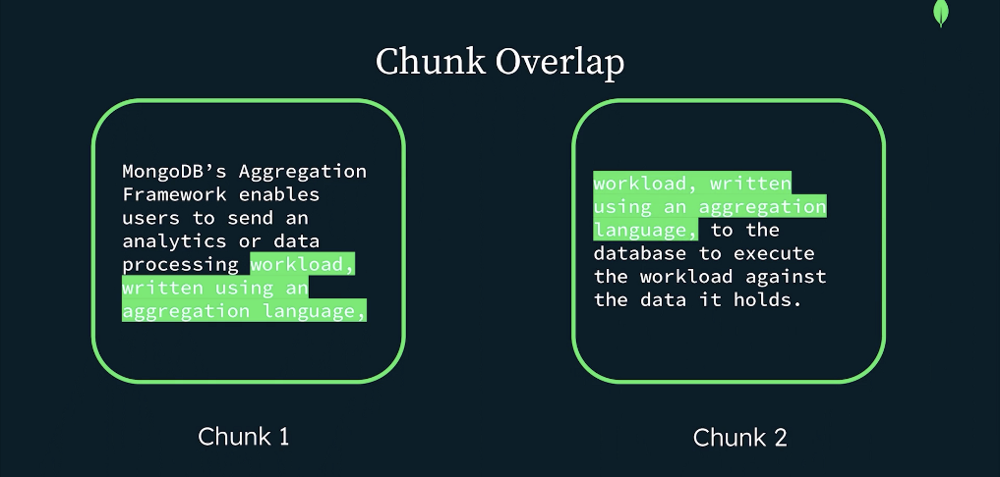 Chunk Overlap
MongoDB’s Aggregation
Framework enables
users to send an
analytics or data
processing workload,
written using an
aggregation language,
workload, written
using an aggregation
language, to the
database to execute
the workload against
the data it holds.
Chunk 1
Chunk 2